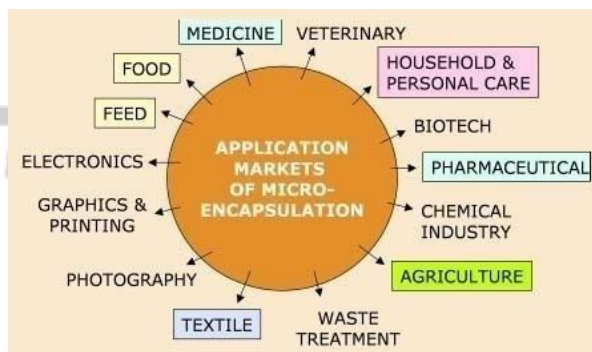 APPLICATION
MARKETS
OF MICRO-
ENCAPSULATION
MEDICINE
VETERINARY
HOUSEHOLD &
PERSONAL CARE
BIOTECH
PHARMACEUTICAL
CHEMICAL
INDUSTRY
AGRICULTURE
WASTE
TREATMENT
TEXTILE
PHOTOGRAPHY
GRAPHICS &
PRINTING
ELECTRONICS
FEED
FOOD